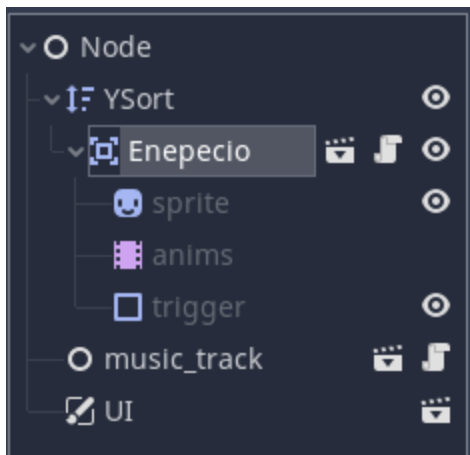 Node
YSort
Enepecio
sprite
anims
trigger
music_track
UI